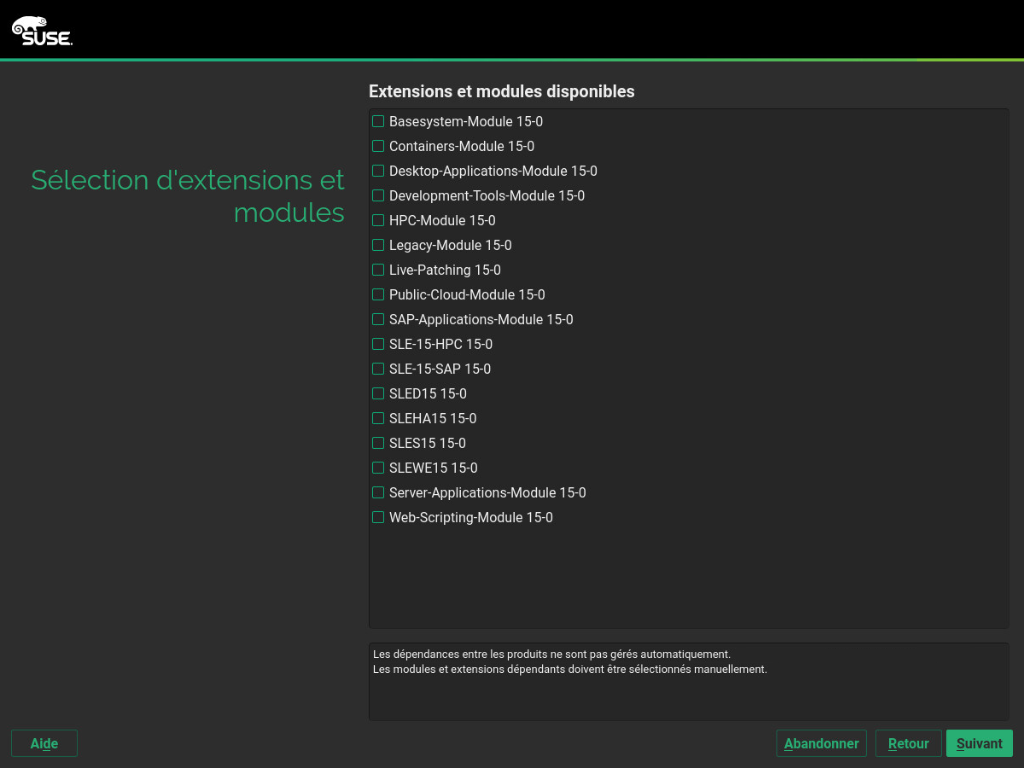 SUSE
Sélection d'extensions et
modules
Extensions et modules disponibles
Basesystem-Module 15-0
Containers-Module 15-0
Desktop-Applications-Module 15-0
Development-Tools-Module 15-0
HPC-Module 15-0
Legacy-Module 15-0
Live-Patching 15-0
Public-Cloud-Module 15-0
SAP-Applications-Module 15-0
SLE-15-HPC 15-0
SLE-15-SAP 15-0
SLED15 15-0
SLEHA15 15-0
SLES15 15-0
SLEWE15 15-0
Server-Applications-Module 15-0
Web-Scripting-Module 15-0
Les dépendances entre les produits ne sont pas gérés automatiquement.
Les modules et extensions dépendants doivent être sélectionnés manuellement.
Aide
Abandonner
Retour
Suivant